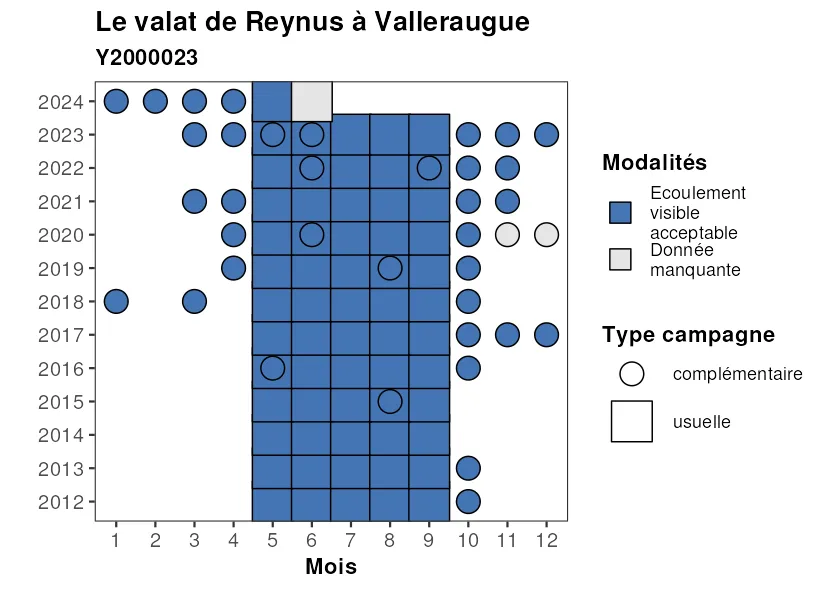 Le valat de Reynus à Valleraugue
Y2000023
2024
2023
2022
2021
2020
2019
2018
2017
2016
2015
2014
2013
2012
1 2 3 4 5 6 7 8 9 10 11 12
Mois
Modalités
Ecoulement
visible
acceptable
Donnée
manquante
Type campagne
complémentaire
usuelle